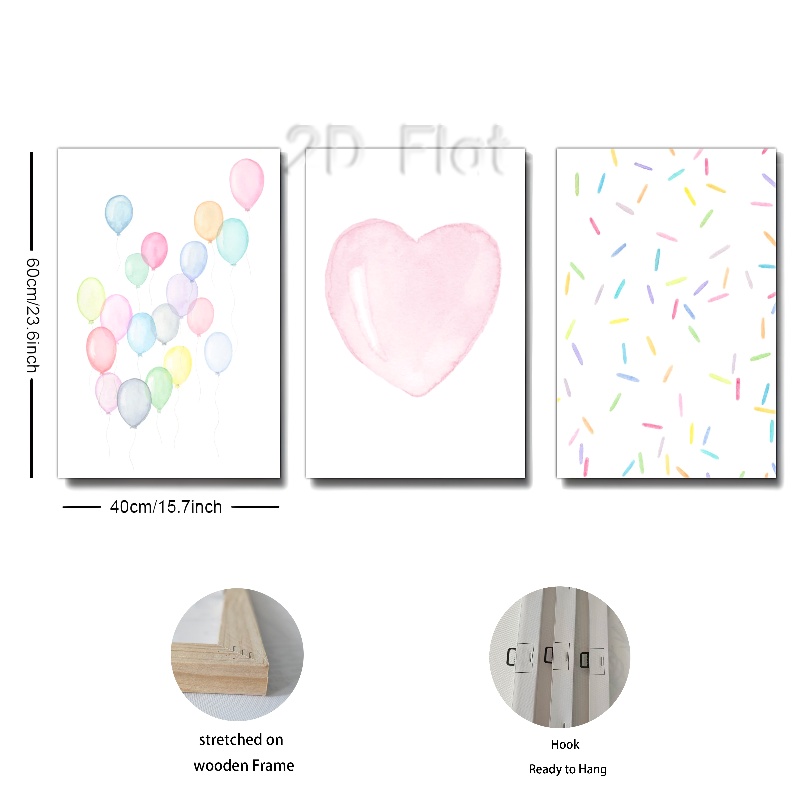 2D Flat
60cm/23.6inch
40cm/15.7inch
stretched on
wooden Frame
Hook
Ready to Hang